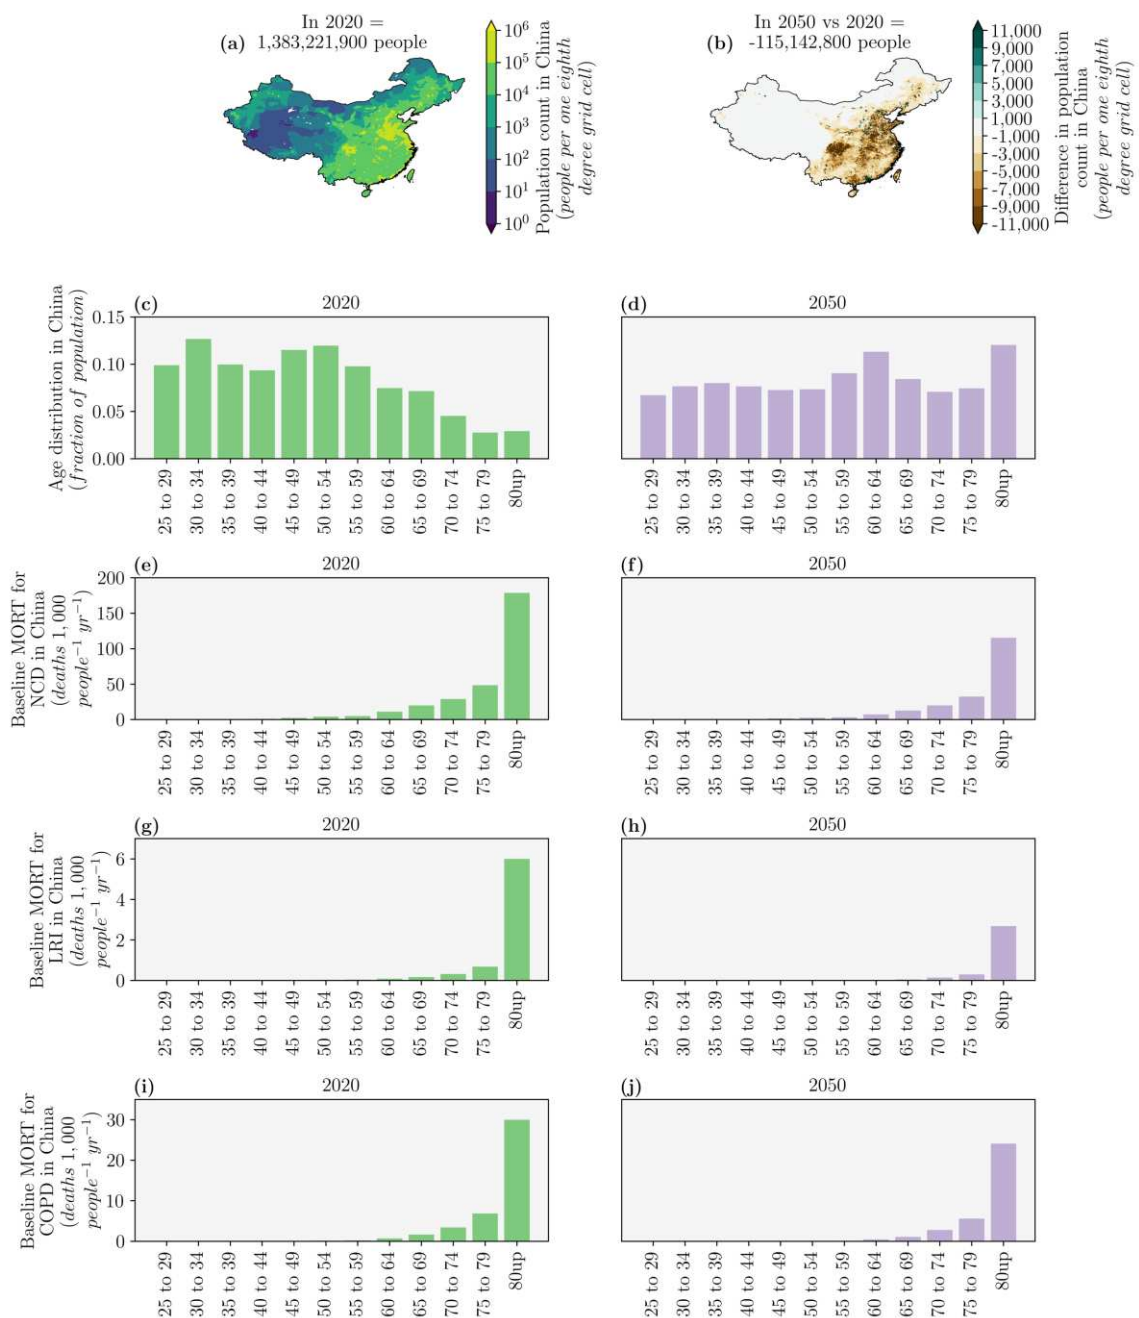 In 2020 =
(a) 1,383,221,900 people
10⁶
10⁵
10⁴
10³
10²
10¹
10⁰
Population count in China
(people per one eighth
degree grid cell)
In 2050 vs 2020 =
(b) -115,142,800 people
11,000
9,000
7,000
5,000
3,000
1,000
-1,000
-3,000
-5,000
-7,000
-9,000
-11,000
Difference in population
count in China
(people per one eighth
degree grid cell)
Age distribution in China
(fraction of population)
(c) 2020
0.15
0.10
0.05
0.00
25 to 29
30 to 34
35 to 39
40 to 44
45 to 49
50 to 54
55 to 59
60 to 64
65 to 69
70 to 74
75 to 79
80up
(d) 2050
25 to 29
30 to 34
35 to 39
40 to 44
45 to 49
50 to 54
55 to 59
60 to 64
65 to 69
70 to 74
75 to 79
80up
Baseline MORT for
NCD in China
(deaths 1,000
people⁻¹ yr⁻¹)
(e) 2020
200
150
100
50
0
25 to 29
30 to 34
35 to 39
40 to 44
45 to 49
50 to 54
55 to 59
60 to 64
65 to 69
70 to 74
75 to 79
80up
(f) 2050
25 to 29
30 to 34
35 to 39
40 to 44
45 to 49
50 to 54
55 to 59
60 to 64
65 to 69
70 to 74
75 to 79
80up
Baseline MORT for
LRI in China
(deaths 1,000
people⁻¹ yr⁻¹)
(g) 2020
6
4
2
0
25 to 29
30 to 34
35 to 39
40 to 44
45 to 49
50 to 54
55 to 59
60 to 64
65 to 69
70 to 74
75 to 79
80up
(h) 2050
25 to 29
30 to 34
35 to 39
40 to 44
45 to 49
50 to 54
55 to 59
60 to 64
65 to 69
70 to 74
75 to 79
80up
Baseline MORT for
COPD in China
(deaths 1,000
people⁻¹ yr⁻¹)
(i) 2020
30
20
10
0
25 to 29
30 to 34
35 to 39
40 to 44
45 to 49
50 to 54
55 to 59
60 to 64
65 to 69
70 to 74
75 to 79
80up
(j) 2050
25 to 29
30 to 34
35 to 39
40 to 44
45 to 49
50 to 54
55 to 59
60 to 64
65 to 69
70 to 74
75 to 79
80up